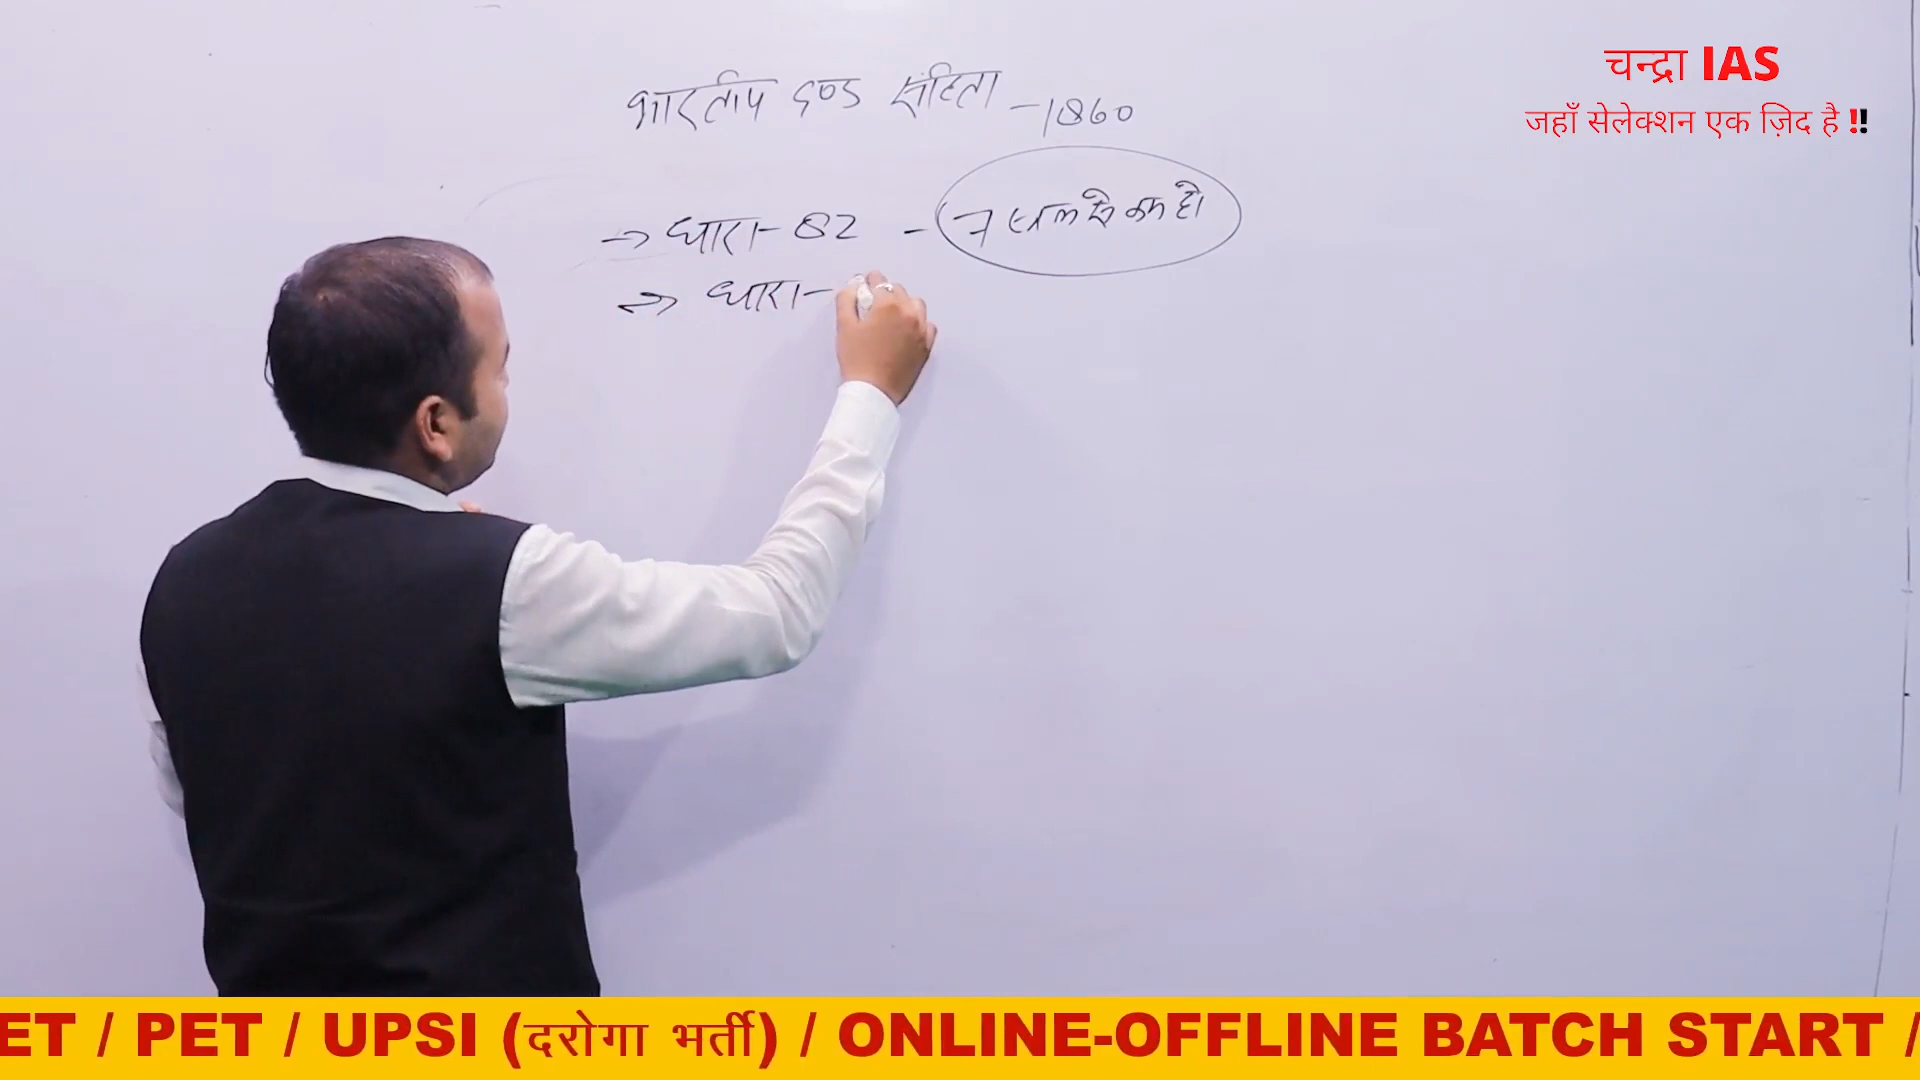 चन्द्रा IAS
जहाँ सेलेक्शन एक ज़िद है !!
भारतीय दण्ड संहिता - 1860
→ धारा - 82 - 7 साल से कम हो
→ धारा -
ET / PET / UPSI (दरोगा भर्ती) / ONLINE-OFFLINE BATCH START /